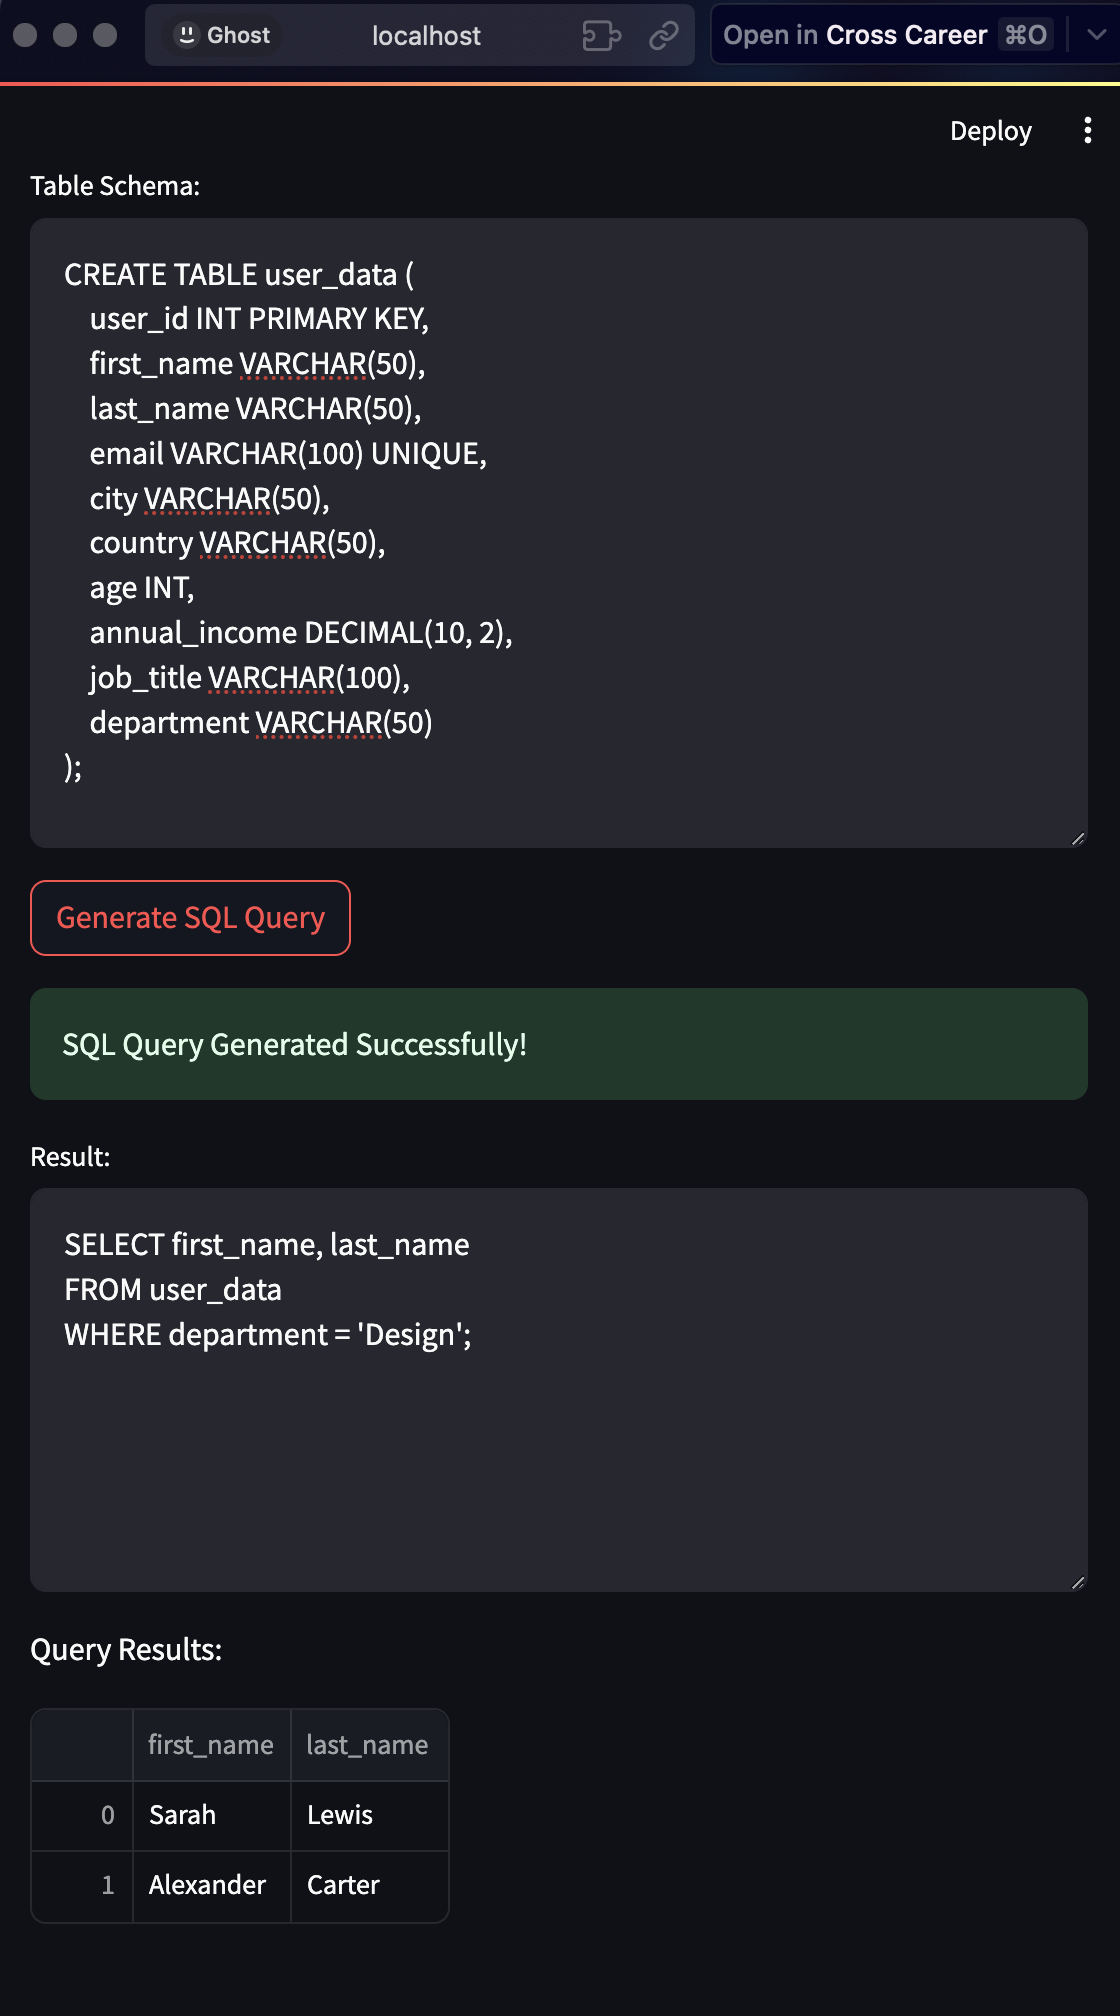 Ghost localhost Open in Cross Career ⌘O
Deploy
Table Schema:
CREATE TABLE user_data (
    user_id INT PRIMARY KEY,
    first_name VARCHAR(50),
    last_name VARCHAR(50),
    email VARCHAR(100) UNIQUE,
    city VARCHAR(50),
    country VARCHAR(50),
    age INT,
    annual_income DECIMAL(10, 2),
    job_title VARCHAR(100),
    department VARCHAR(50)
);
Generate SQL Query
SQL Query Generated Successfully!
Result:
SELECT first_name, last_name
FROM user_data
WHERE department = 'Design';
Query Results:
first_name last_name
0 Sarah Lewis
1 Alexander Carter